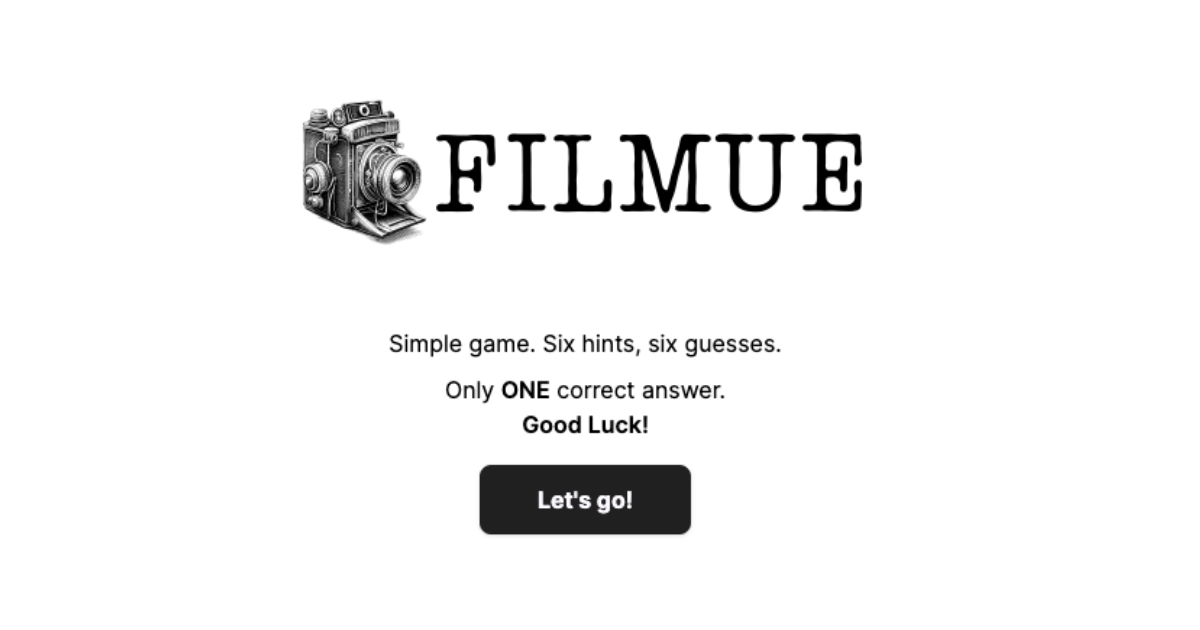 FILMUE
Simple game. Six hints, six guesses.
Only ONE correct answer.
Good Luck!
Let's go!